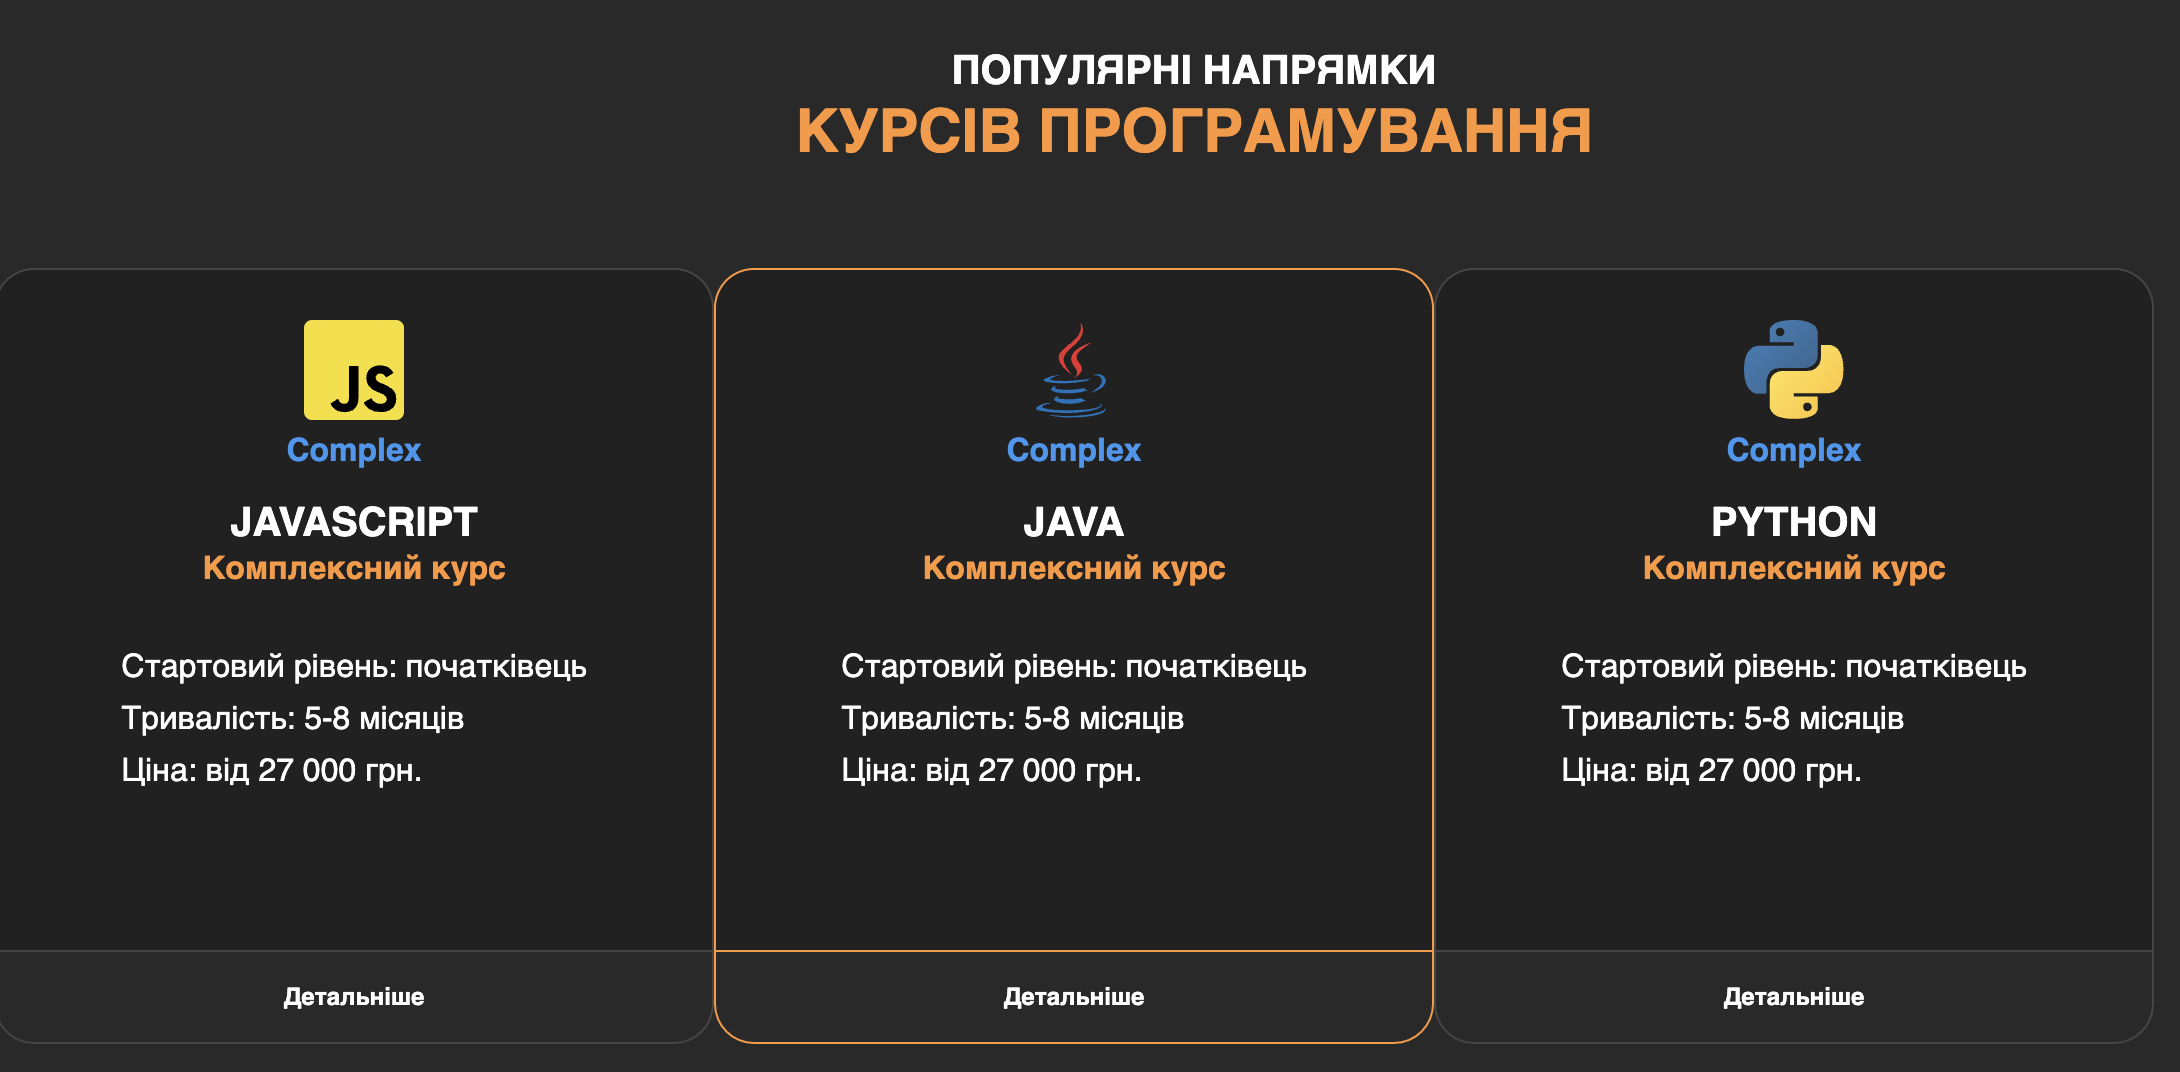 ПОПУЛЯРНІ НАПРЯМКИ
КУРСІВ ПРОГРАМУВАННЯ
JS
Complex
JAVASCRIPT
Комплексний курс
Стартовий рівень: початківець
Тривалість: 5-8 місяців
Ціна: від 27 000 грн.
Детальніше
Complex
JAVA
Комплексний курс
Стартовий рівень: початківець
Тривалість: 5-8 місяців
Ціна: від 27 000 грн.
Детальніше
Complex
PYTHON
Комплексний курс
Стартовий рівень: початківець
Тривалість: 5-8 місяців
Ціна: від 27 000 грн.
Детальніше